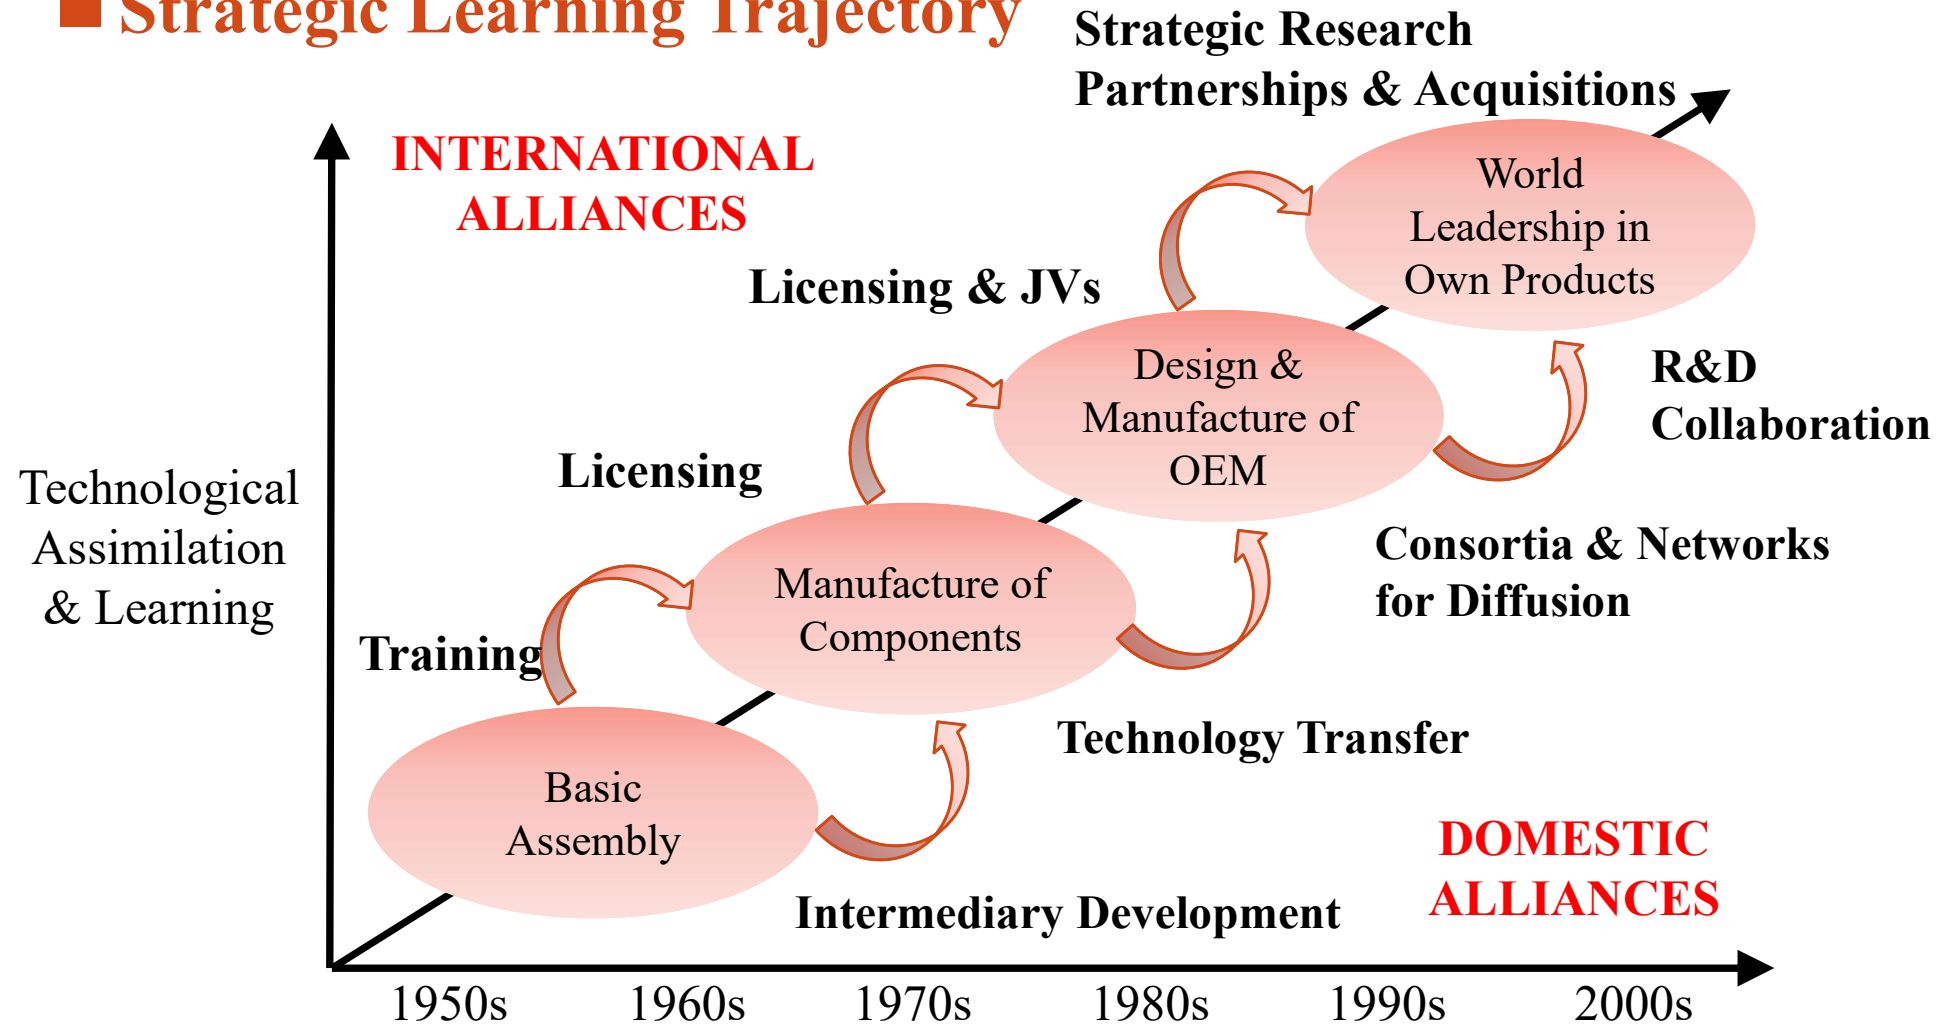 Strategic Learning Trajectory
Strategic Research
Partnerships & Acquisitions
INTERNATIONAL
ALLIANCES
World
Leadership in
Own Products
Licensing & JVs
Design &
Manufacture of
OEM
R&D
Collaboration
Licensing
Technological
Assimilation
& Learning
Consortia & Networks
for Diffusion
Manufacture of
Components
Training
Technology Transfer
Basic
Assembly
DOMESTIC
ALLIANCES
Intermediary Development
1950s 1960s 1970s 1980s 1990s 2000s